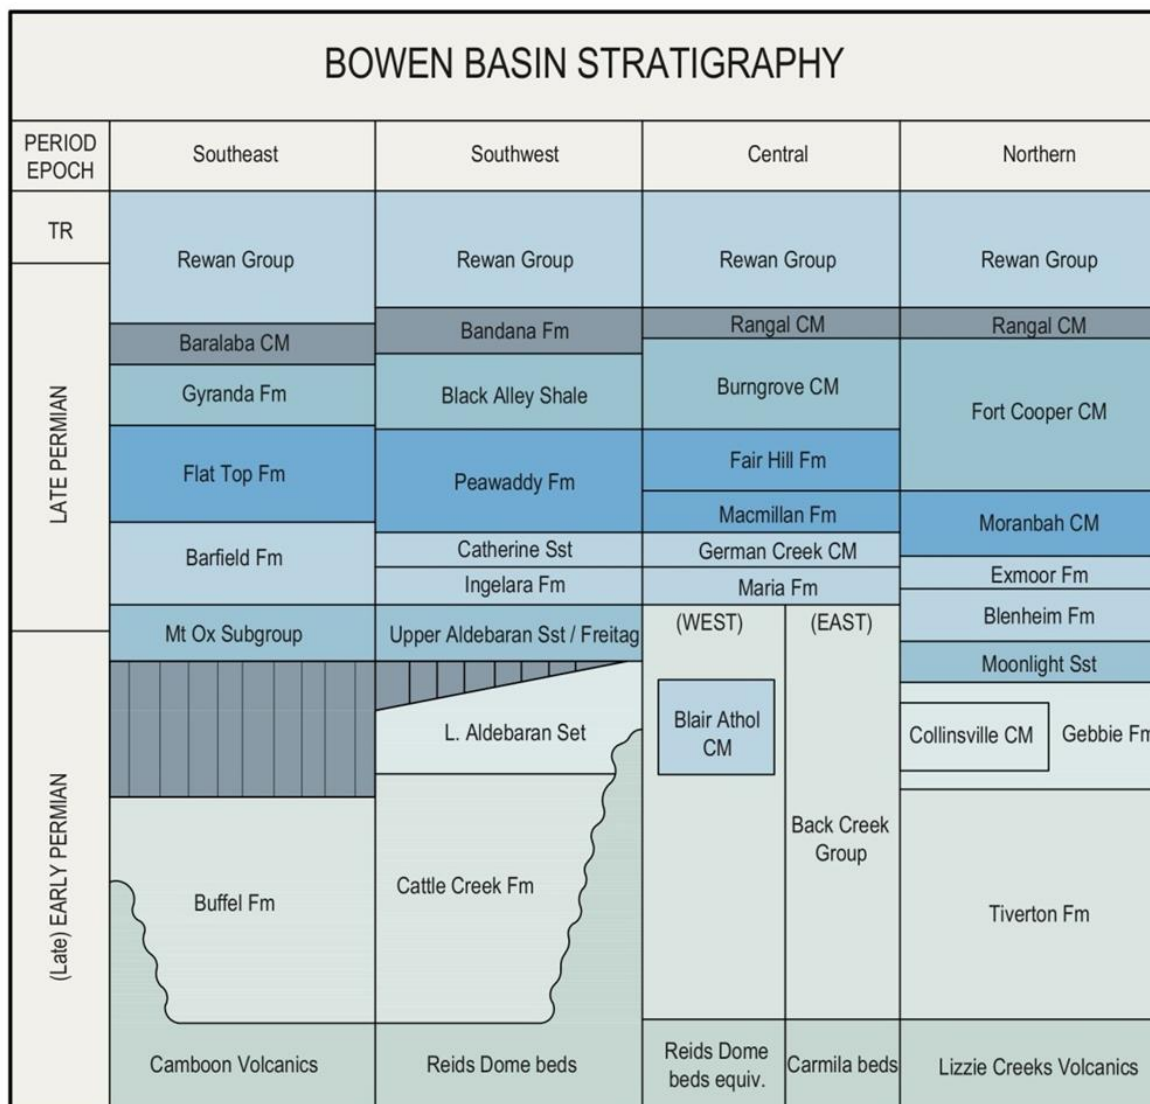 BOWEN BASIN STRATIGRAPHY
PERIOD
EPOCH
Southeast
Southwest
Central
Northern
TR
Rewan Group
Rewan Group
Rewan Group
Rewan Group
LATE PERMIAN
Baralaba CM
Bandana Fm
Rangal CM
Rangal CM
Gyranda Fm
Black Alley Shale
Burngrove CM
Fort Cooper CM
Flat Top Fm
Peawaddy Fm
Fair Hill Fm
Macmillan Fm
Moranbah CM
Barfield Fm
Catherine Sst
German Creek CM
Exmoor Fm
Ingelara Fm
Maria Fm
Blenheim Fm
Mt Ox Subgroup
Upper Aldebaran Sst / Freitag
(WEST)
(EAST)
Moonlight Sst
(Late) EARLY PERMIAN
L. Aldebaran Set
Blair Athol
CM
Collinsville CM
Gebbie Fm
Buffel Fm
Cattle Creek Fm
Back Creek
Group
Tiverton Fm
Camboon Volcanics
Reids Dome beds
Reids Dome
beds equiv.
Carmila beds
Lizzie Creeks Volcanics